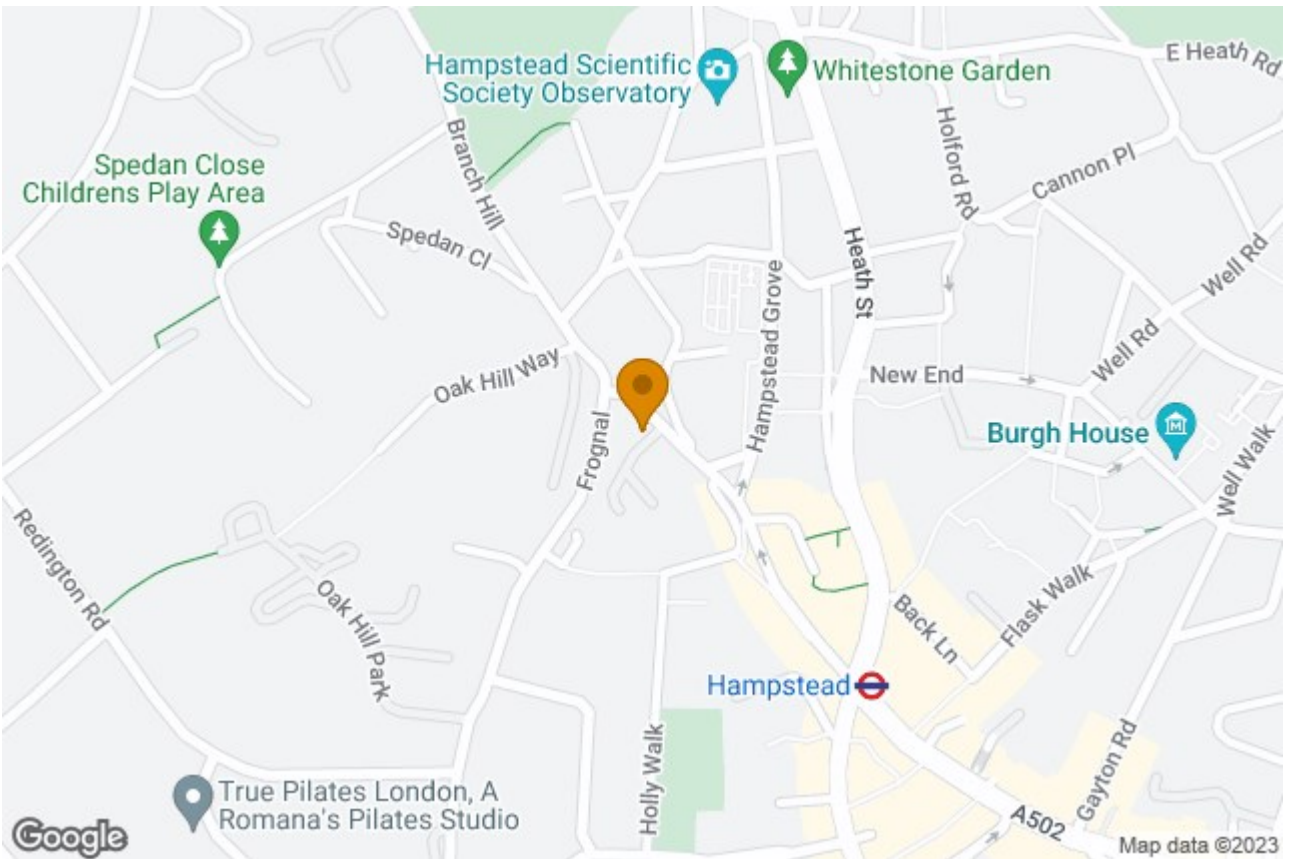 Hampstead Scientific
Society Observatory
Whitestone Garden
E Heath Rd
Branch Hill
Holford Rd
Cannon Pl
Spedan Close
Childrens Play Area
Spedan Cl
Heath St
Well Rd
Hampstead Grove
Well Rd
Oak Hill Way
New End
Burgh House
M
Frognal
Well Walk
Redington Rd
Oak Hill Park
Flask Walk
Back Ln
Hampstead
Holly Walk
Gayton Rd
True Pilates London, A
Romana's Pilates Studio
A502
Google
Map data ©2023